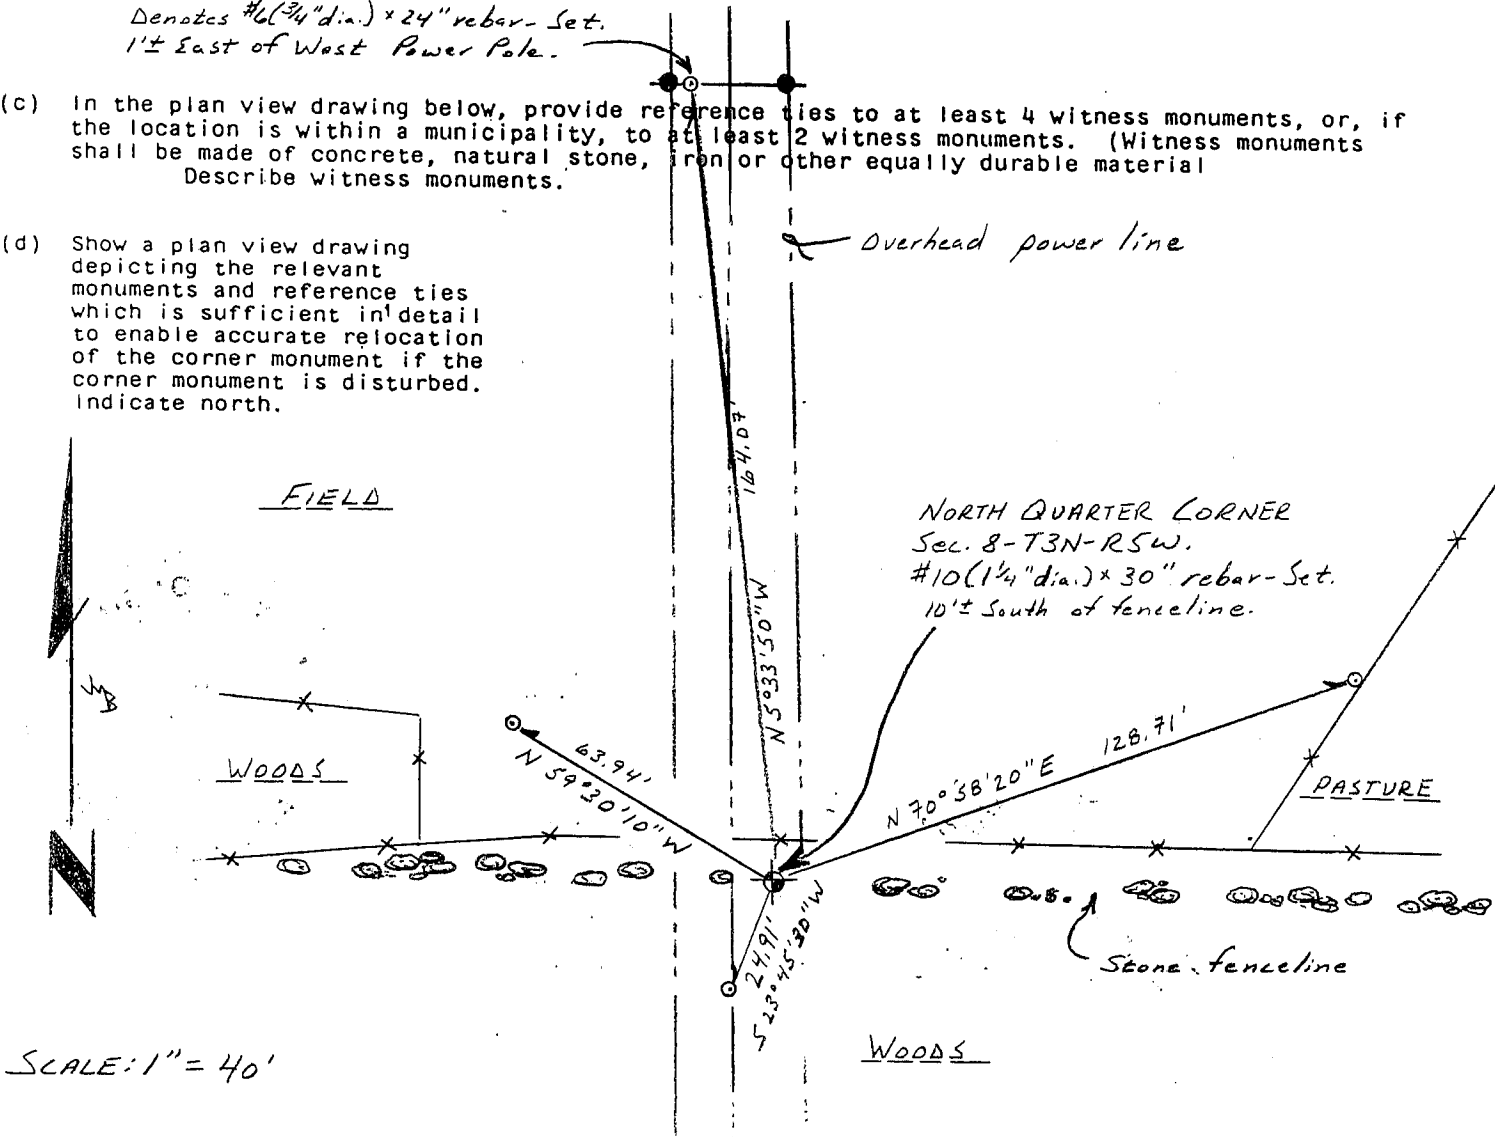 Denotes #6(3/4"dia.) x 24" rebar - Set.
1'± East of West Power Pole.
(c) In the plan view drawing below, provide reference ties to at least 4 witness monuments, or, if
the location is within a municipality, to at least 2 witness monuments. (Witness monuments
shall be made of concrete, natural stone, iron or other equally durable material
Describe witness monuments.
Overhead power line
(d) Show a plan view drawing
depicting the relevant
monuments and reference ties
which is sufficient in detail
to enable accurate relocation
of the corner monument if the
corner monument is disturbed.
Indicate north.
164.07'
N 5°33'50" W
FIELD
NORTH QUARTER CORNER
Sec. 8-T3N-R5W.
#10(1 1/4"dia.) x 30" rebar - Set.
10'± South of fenceline.
WOODS
63.94'
N 59°30'10" W
128.71'
N 70°58'20" E
PASTURE
24.91'
S 23°45'30" W
Stone fenceline
WOODS
SCALE: 1" = 40'
N